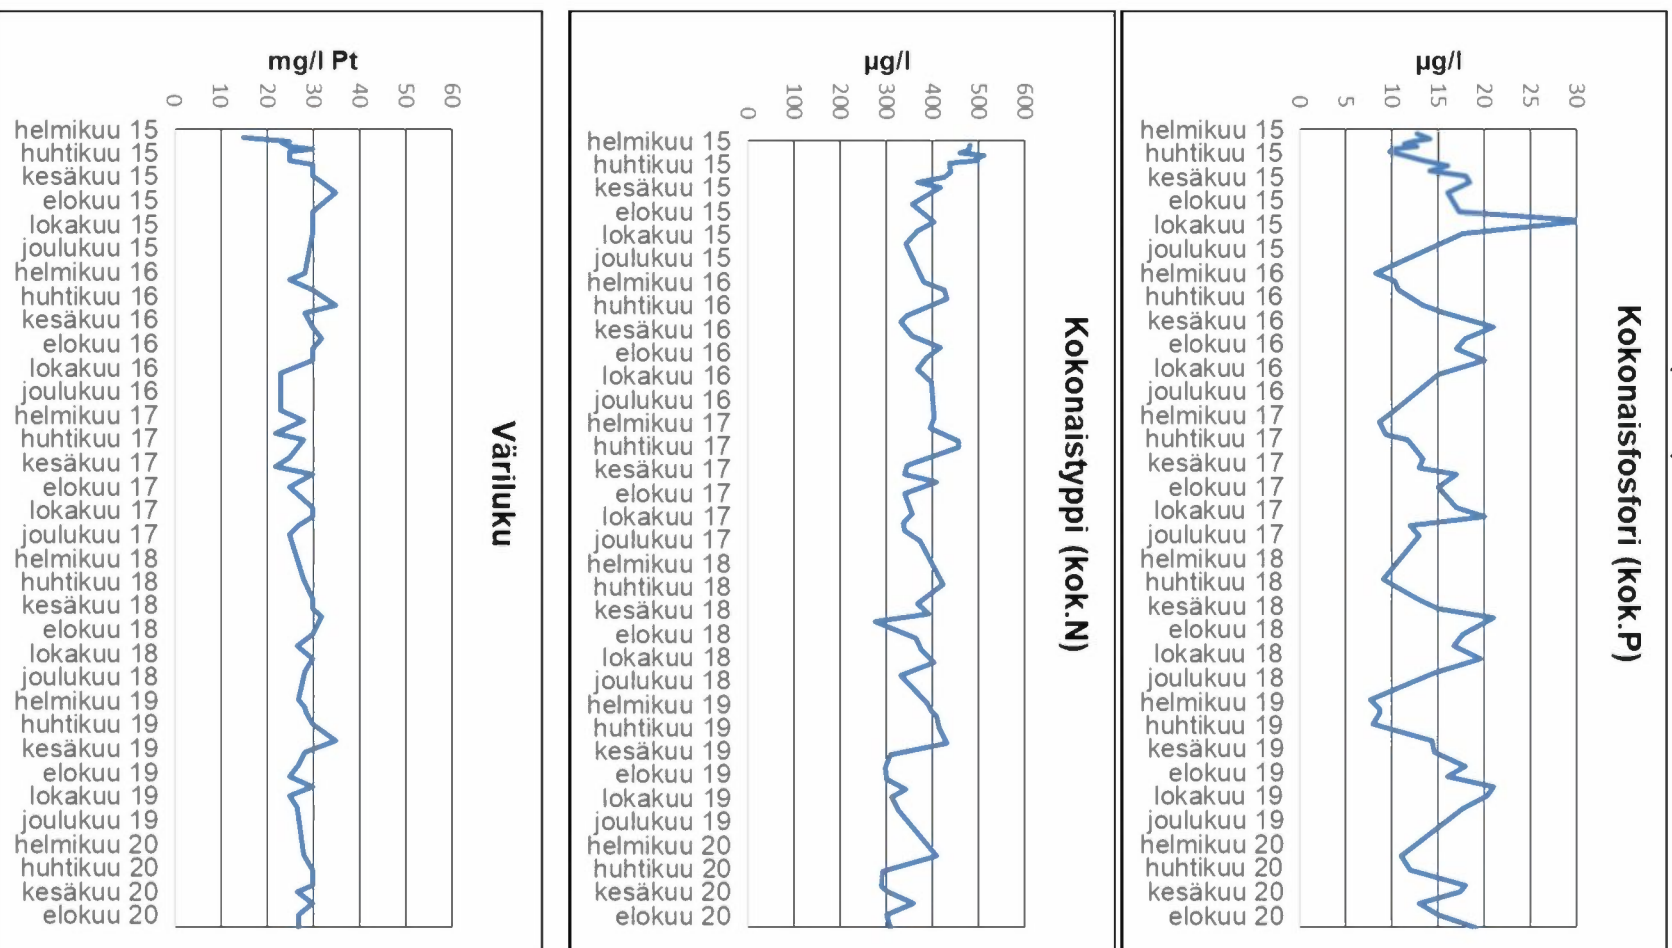 mg/l Pt
0
10
20
30
40
50
60
helmikuu 15
huhtikuu 15
kesäkuu 15
elokuu 15
lokakuu 15
joulukuu 15
helmikuu 16
huhtikuu 16
kesäkuu 16
elokuu 16
lokakuu 16
joulukuu 16
helmikuu 17
huhtikuu 17
kesäkuu 17
elokuu 17
lokakuu 17
joulukuu 17
helmikuu 18
huhtikuu 18
kesäkuu 18
elokuu 18
lokakuu 18
joulukuu 18
helmikuu 19
huhtikuu 19
kesäkuu 19
elokuu 19
lokakuu 19
joulukuu 19
helmikuu 20
huhtikuu 20
kesäkuu 20
elokuu 20
Väriluku
µg/l
0
100
200
300
400
500
600
helmikuu 15
huhtikuu 15
kesäkuu 15
elokuu 15
lokakuu 15
joulukuu 15
helmikuu 16
huhtikuu 16
kesäkuu 16
elokuu 16
lokakuu 16
joulukuu 16
helmikuu 17
huhtikuu 17
kesäkuu 17
elokuu 17
lokakuu 17
joulukuu 17
helmikuu 18
huhtikuu 18
kesäkuu 18
elokuu 18
lokakuu 18
joulukuu 18
helmikuu 19
huhtikuu 19
kesäkuu 19
elokuu 19
lokakuu 19
joulukuu 19
helmikuu 20
huhtikuu 20
kesäkuu 20
elokuu 20
Kokonaistyppi (kok.N)
µg/l
0
5
10
15
20
25
30
helmikuu 15
huhtikuu 15
kesäkuu 15
elokuu 15
lokakuu 15
joulukuu 15
helmikuu 16
huhtikuu 16
kesäkuu 16
elokuu 16
lokakuu 16
joulukuu 16
helmikuu 17
huhtikuu 17
kesäkuu 17
elokuu 17
lokakuu 17
joulukuu 17
helmikuu 18
huhtikuu 18
kesäkuu 18
elokuu 18
lokakuu 18
joulukuu 18
helmikuu 19
huhtikuu 19
kesäkuu 19
elokuu 19
lokakuu 19
joulukuu 19
helmikuu 20
huhtikuu 20
kesäkuu 20
elokuu 20
Kokonaisfosfori (kok.P)